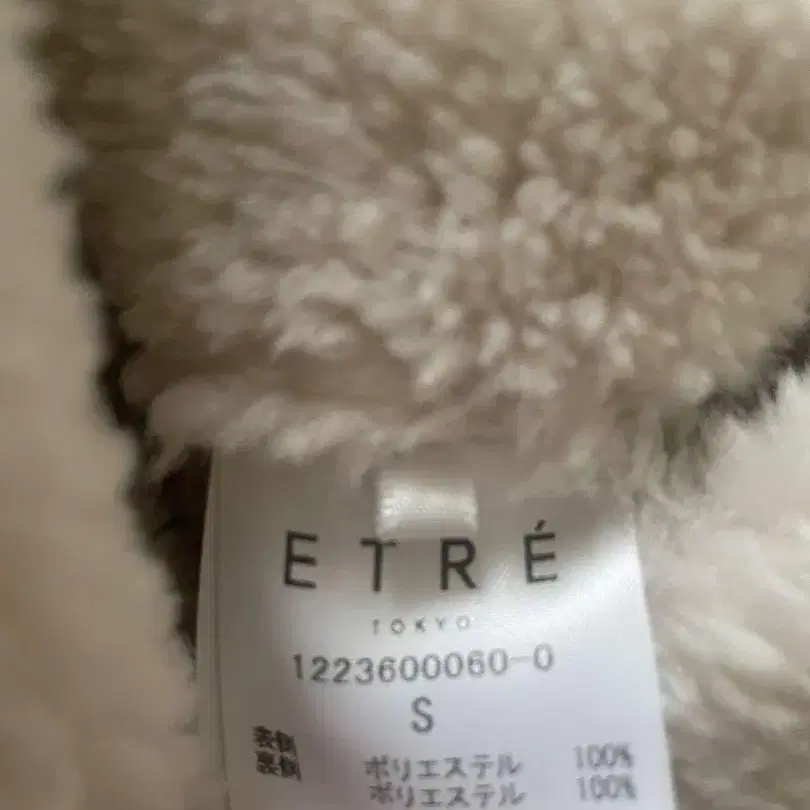 ETRÉ
TOKYO
1223600060-0
S
表側 ポリエステル 100%
裏側 ポリエステル 100%